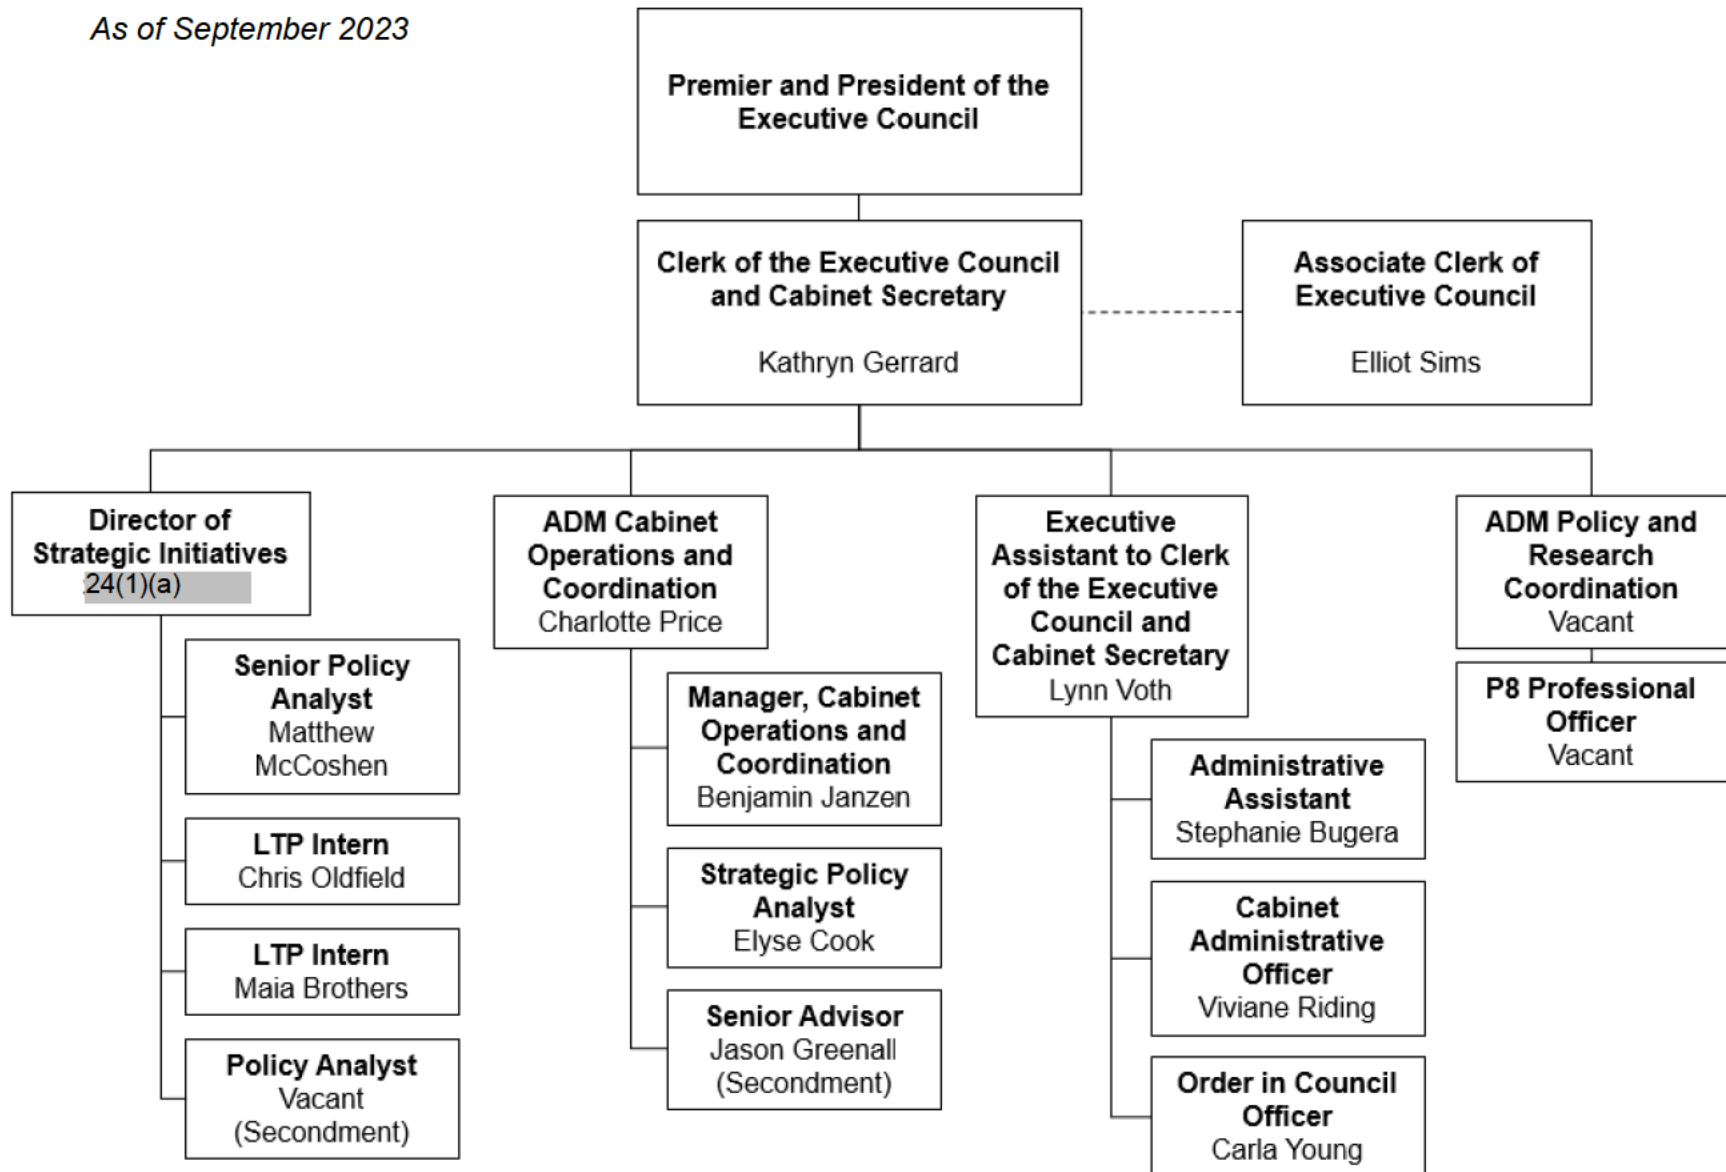 As of September 2023
Premier and President of the
Executive Council
Clerk of the Executive Council
and Cabinet Secretary
Kathryn Gerrard
Associate Clerk of
Executive Council
Elliot Sims
Director of
Strategic Initiatives
24(1)(a)
Senior Policy
Analyst
Matthew
McCoshen
LTP Intern
Chris Oldfield
LTP Intern
Maia Brothers
Policy Analyst
Vacant
(Secondment)
ADM Cabinet
Operations and
Coordination
Charlotte Price
Manager, Cabinet
Operations and
Coordination
Benjamin Janzen
Strategic Policy
Analyst
Elyse Cook
Senior Advisor
Jason Greenall
(Secondment)
Executive
Assistant to Clerk
of the Executive
Council and
Cabinet Secretary
Lynn Voth
Administrative
Assistant
Stephanie Bugera
Cabinet
Administrative
Officer
Viviane Riding
Order in Council
Officer
Carla Young
ADM Policy and
Research
Coordination
Vacant
P8 Professional
Officer
Vacant